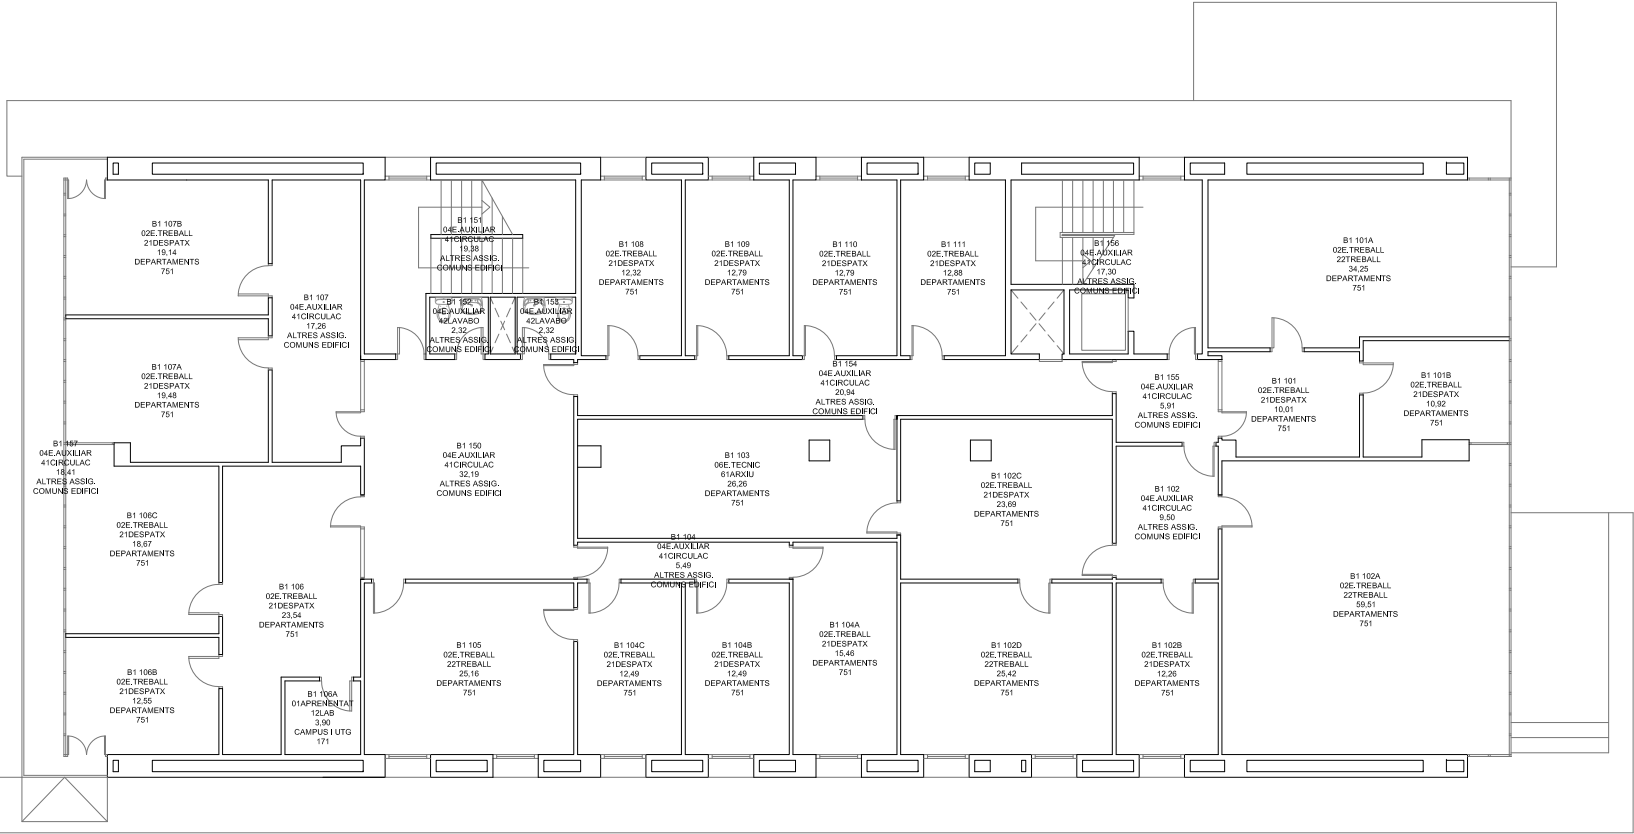 B1 107B
02E.TREBALL
21DESPATX
19,14
DEPARTAMENTS
751
B1 107
04E.AUXILIAR
41CIRCULAC
17,26
ALTRES ASSIG.
COMUNS EDIFICI
B1 151
04E.AUXILIAR
41CIRCULAC
19,38
ALTRES ASSIG.
COMUNS EDIFICI
B1 152
04E.AUXILIAR
42LAVABO
2,32
ALTRES ASSIG.
COMUNS EDIFICI
B1 153
04E.AUXILIAR
42LAVABO
2,32
ALTRES ASSIG.
COMUNS EDIFICI
B1 108
02E.TREBALL
21DESPATX
12,32
DEPARTAMENTS
751
B1 109
02E.TREBALL
21DESPATX
12,79
DEPARTAMENTS
751
B1 110
02E.TREBALL
21DESPATX
12,79
DEPARTAMENTS
751
B1 111
02E.TREBALL
21DESPATX
12,88
DEPARTAMENTS
751
B1 156
04E.AUXILIAR
41CIRCULAC
17,30
ALTRES ASSIG.
COMUNS EDIFICI
B1 101A
02E.TREBALL
22TREBALL
34,25
DEPARTAMENTS
751
B1 107A
02E.TREBALL
21DESPATX
19,48
DEPARTAMENTS
751
B1 154
04E.AUXILIAR
41CIRCULAC
20,94
ALTRES ASSIG.
COMUNS EDIFICI
B1 155
04E.AUXILIAR
41CIRCULAC
5,91
ALTRES ASSIG.
COMUNS EDIFICI
B1 101
02E.TREBALL
21DESPATX
10,01
DEPARTAMENTS
751
B1 101B
02E.TREBALL
21DESPATX
10,92
DEPARTAMENTS
751
B1 157
04E.AUXILIAR
41CIRCULAC
18,41
ALTRES ASSIG.
COMUNS EDIFICI
B1 150
04E.AUXILIAR
41CIRCULAC
32,19
ALTRES ASSIG.
COMUNS EDIFICI
B1 103
06E.TECNIC
61ARXIU
26,26
DEPARTAMENTS
751
B1 102C
02E.TREBALL
21DESPATX
23,69
DEPARTAMENTS
751
B1 102
04E.AUXILIAR
41CIRCULAC
9,50
ALTRES ASSIG.
COMUNS EDIFICI
B1 106C
02E.TREBALL
21DESPATX
18,67
DEPARTAMENTS
751
B1 104
04E.AUXILIAR
41CIRCULAC
5,49
ALTRES ASSIG.
COMUNS EDIFICI
B1 106
02E.TREBALL
21DESPATX
23,54
DEPARTAMENTS
751
B1 102A
02E.TREBALL
22TREBALL
59,51
DEPARTAMENTS
751
B1 106B
02E.TREBALL
21DESPATX
12,55
DEPARTAMENTS
751
B1 106A
01APRENENTAT
12LAB
3,90
CAMPUS I UTG
171
B1 105
02E.TREBALL
22TREBALL
25,16
DEPARTAMENTS
751
B1 104C
02E.TREBALL
21DESPATX
12,49
DEPARTAMENTS
751
B1 104B
02E.TREBALL
21DESPATX
12,49
DEPARTAMENTS
751
B1 104A
02E.TREBALL
21DESPATX
15,46
DEPARTAMENTS
751
B1 102D
02E.TREBALL
22TREBALL
25,42
DEPARTAMENTS
751
B1 102B
02E.TREBALL
21DESPATX
12,26
DEPARTAMENTS
751